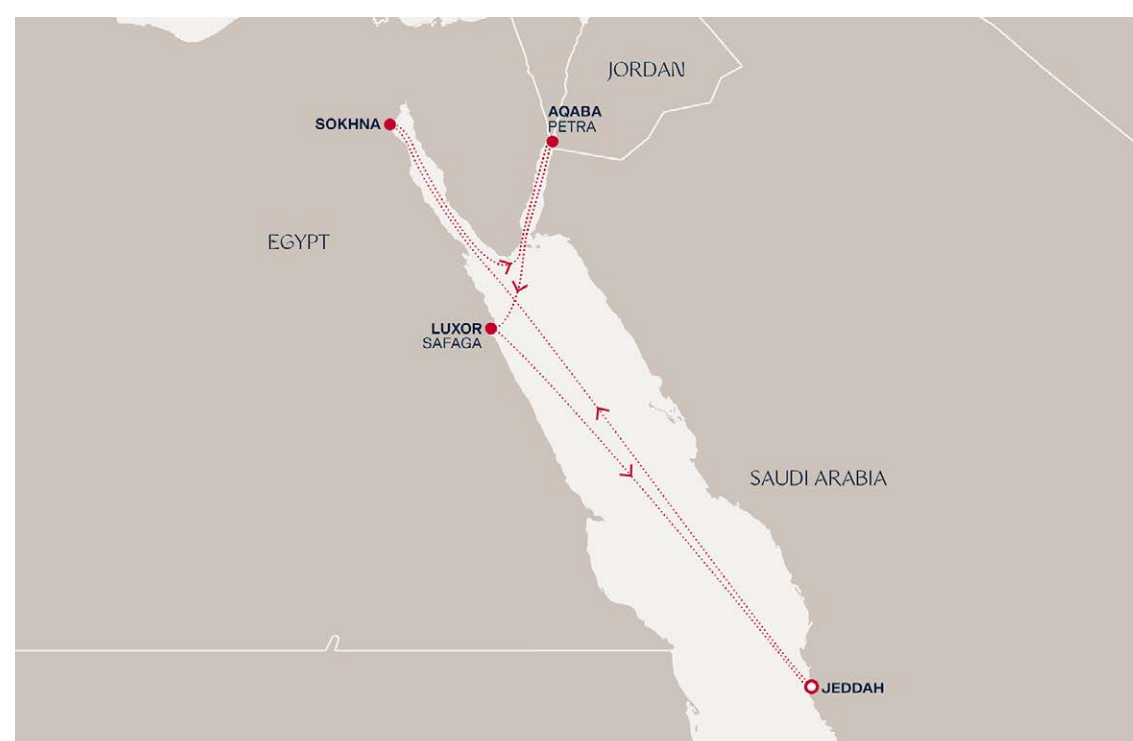 JORDAN
AQABA
PETRA
SOKHNA
EGYPT
LUXOR
SAFAGA
SAUDI ARABIA
JEDDAH